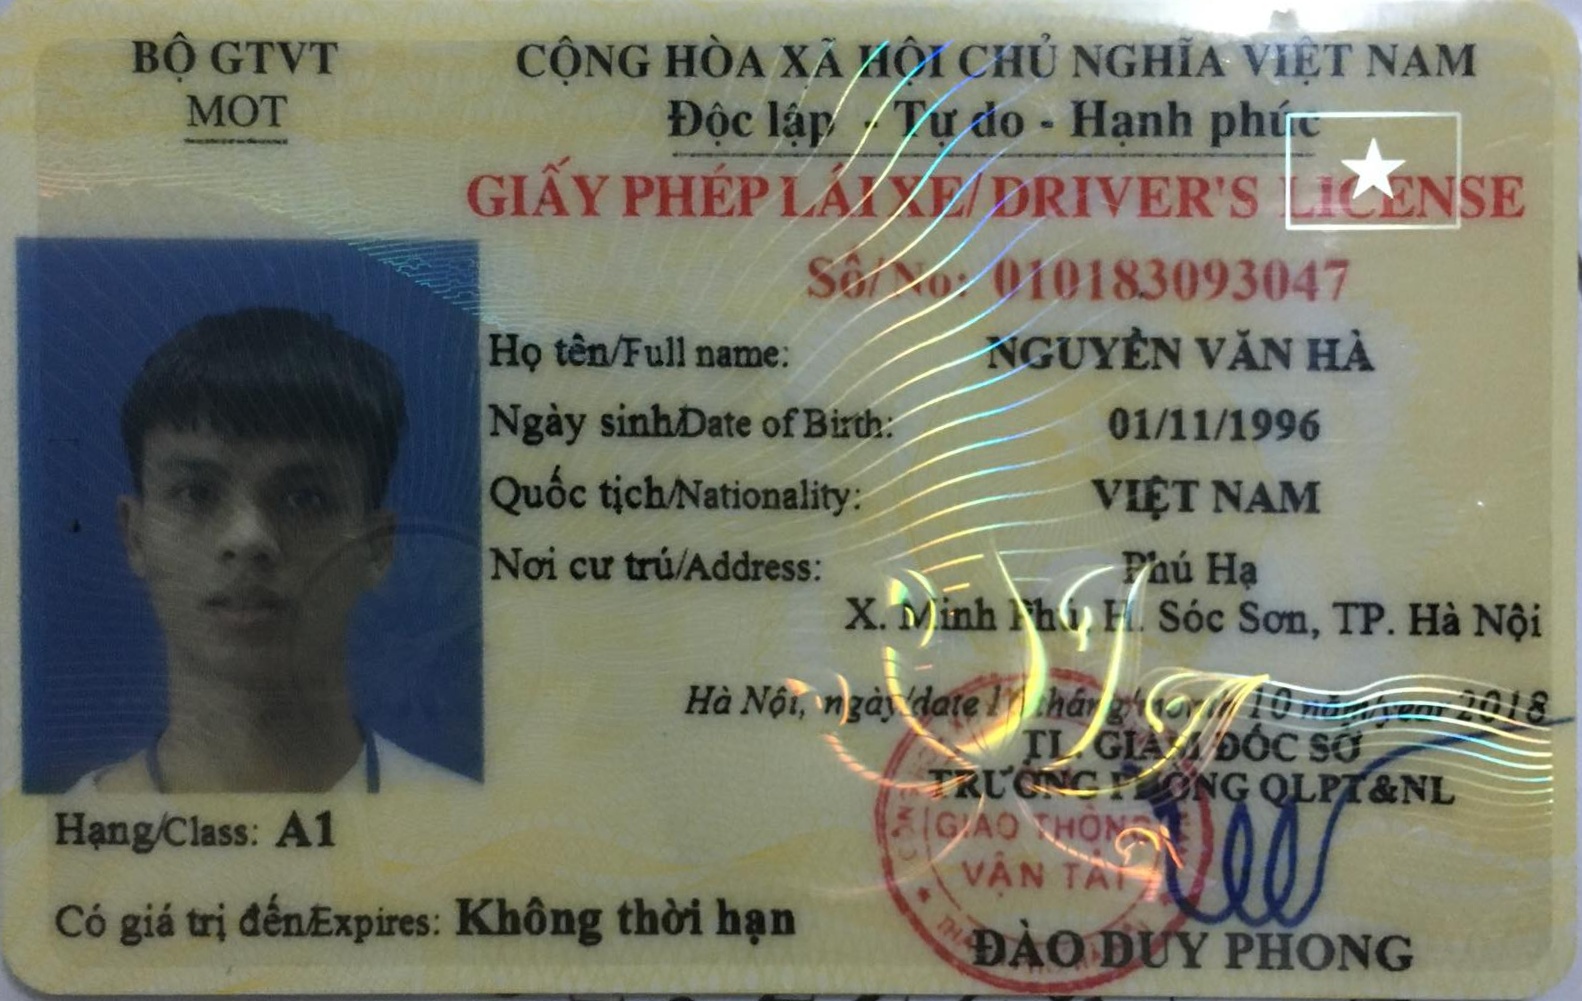 BỘ GTVT
MOT
CỘNG HÒA XÃ HỘI CHỦ NGHĨA VIỆT NAM
Độc lập - Tự do - Hạnh phúc
GIẤY PHÉP LÁI XE/ DRIVER'S LICENSE
Số/ No: 010183093047
Họ tên/Full name: NGUYỄN VĂN HÀ
Ngày sinh/Date of Birth: 01/11/1996
Quốc tịch/Nationality: VIỆT NAM
Nơi cư trú/Address: Phú Hạ
X. Minh Phú, H. Sóc Sơn, TP. Hà Nội
Hà Nội, ngày/date tháng/month 10 năm/year 2018
TL. GIÁM ĐỐC SỞ
TRƯỞNG PHÒNG QLPT&NL
GIAO THÔNG
VẬN TẢI
ĐÀO DUY PHONG
Hạng/Class: A1
Có giá trị đến/Expires: Không thời hạn